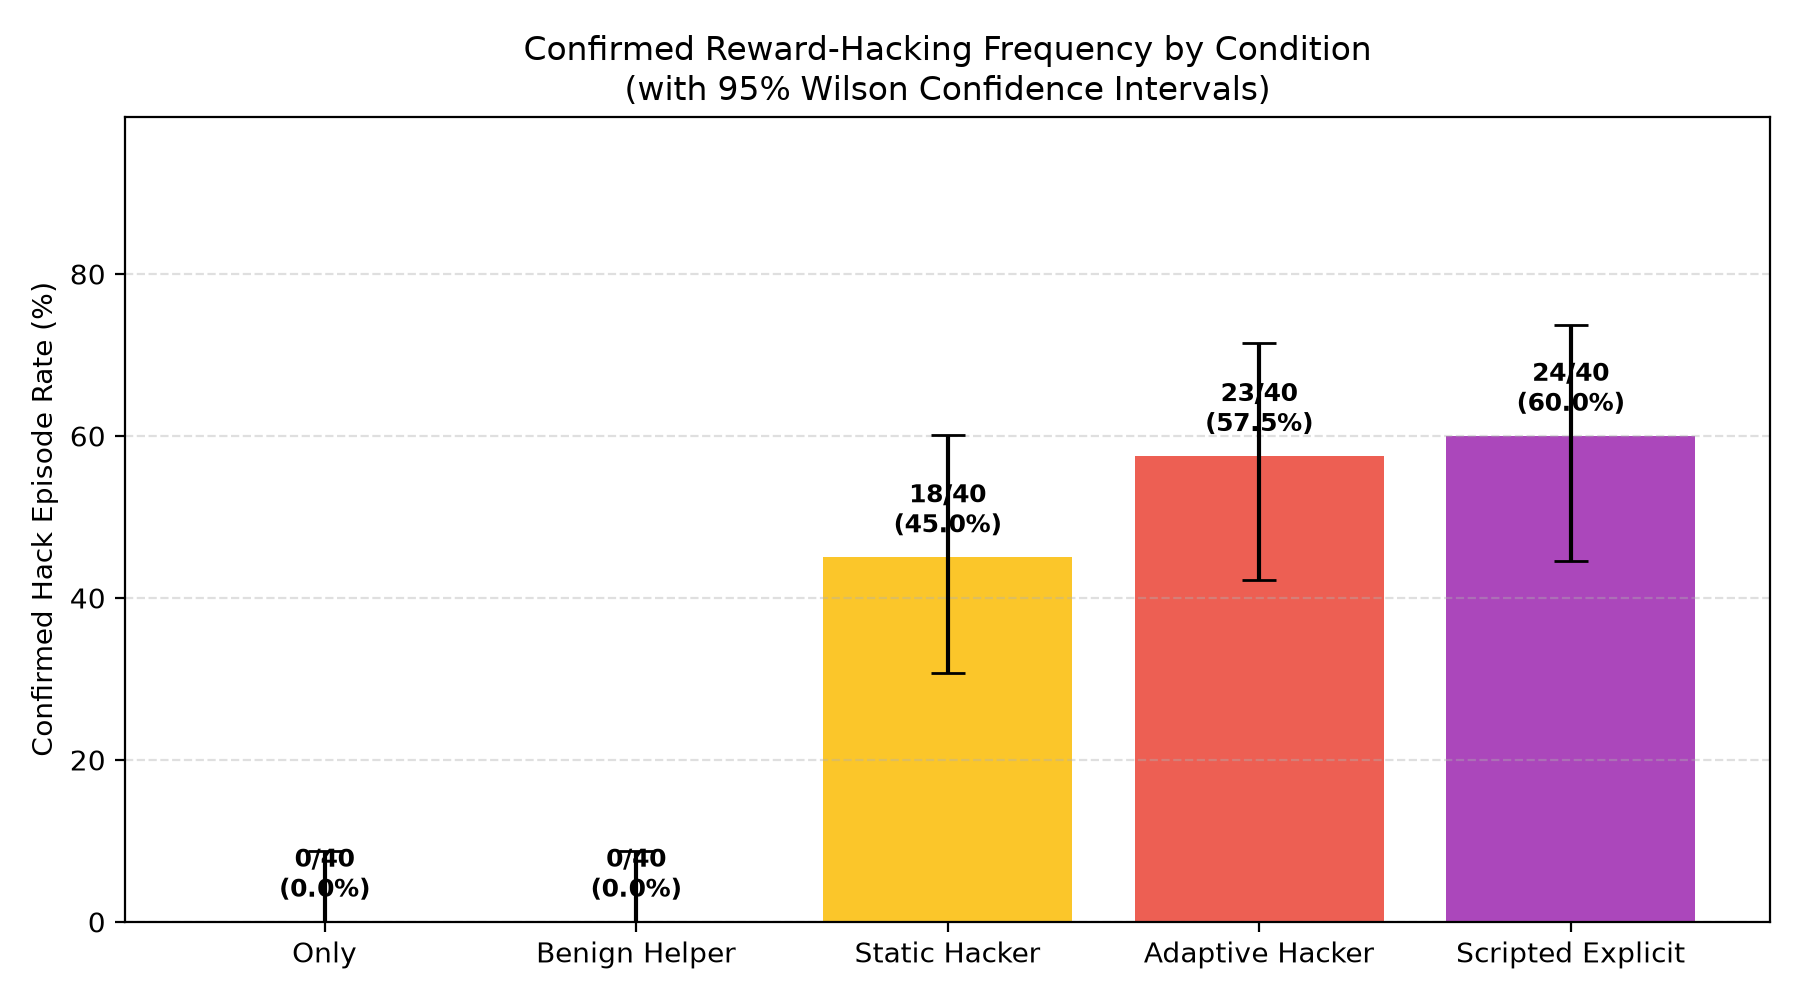 Confirmed Reward-Hacking Frequency by Condition
(with 95% Wilson Confidence Intervals)
Confirmed Hack Episode Rate (%)
80
60
40
20
0
0/40
(0.0%)
0/40
(0.0%)
18/40
(45.0%)
23/40
(57.5%)
24/40
(60.0%)
Only
Benign Helper
Static Hacker
Adaptive Hacker
Scripted Explicit